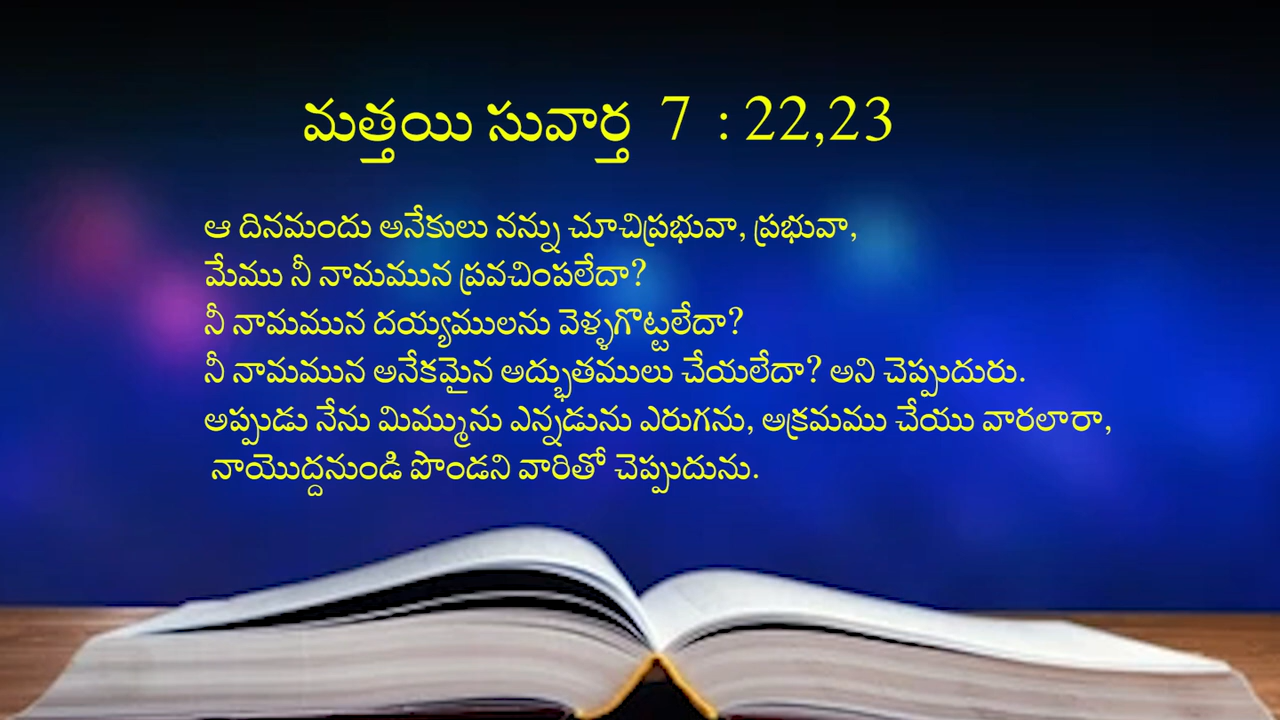 మత్తయి సువార్త 7 : 22,23
ఆ దినమందు అనేకులు నన్ను చూచిప్రభువా, ప్రభువా,
మేము నీ నామమున ప్రవచింపలేదా?
నీ నామమున దయ్యములను వెళ్ళగొట్టలేదా?
నీ నామమున అనేకమైన అద్భుతములు చేయలేదా? అని చెప్పుదురు.
అప్పుడు నేను మిమ్మును ఎన్నడును ఎరుగను, అక్రమము చేయు వారలారా,
నాయొద్దనుండి పొండని వారితో చెప్పుదును.